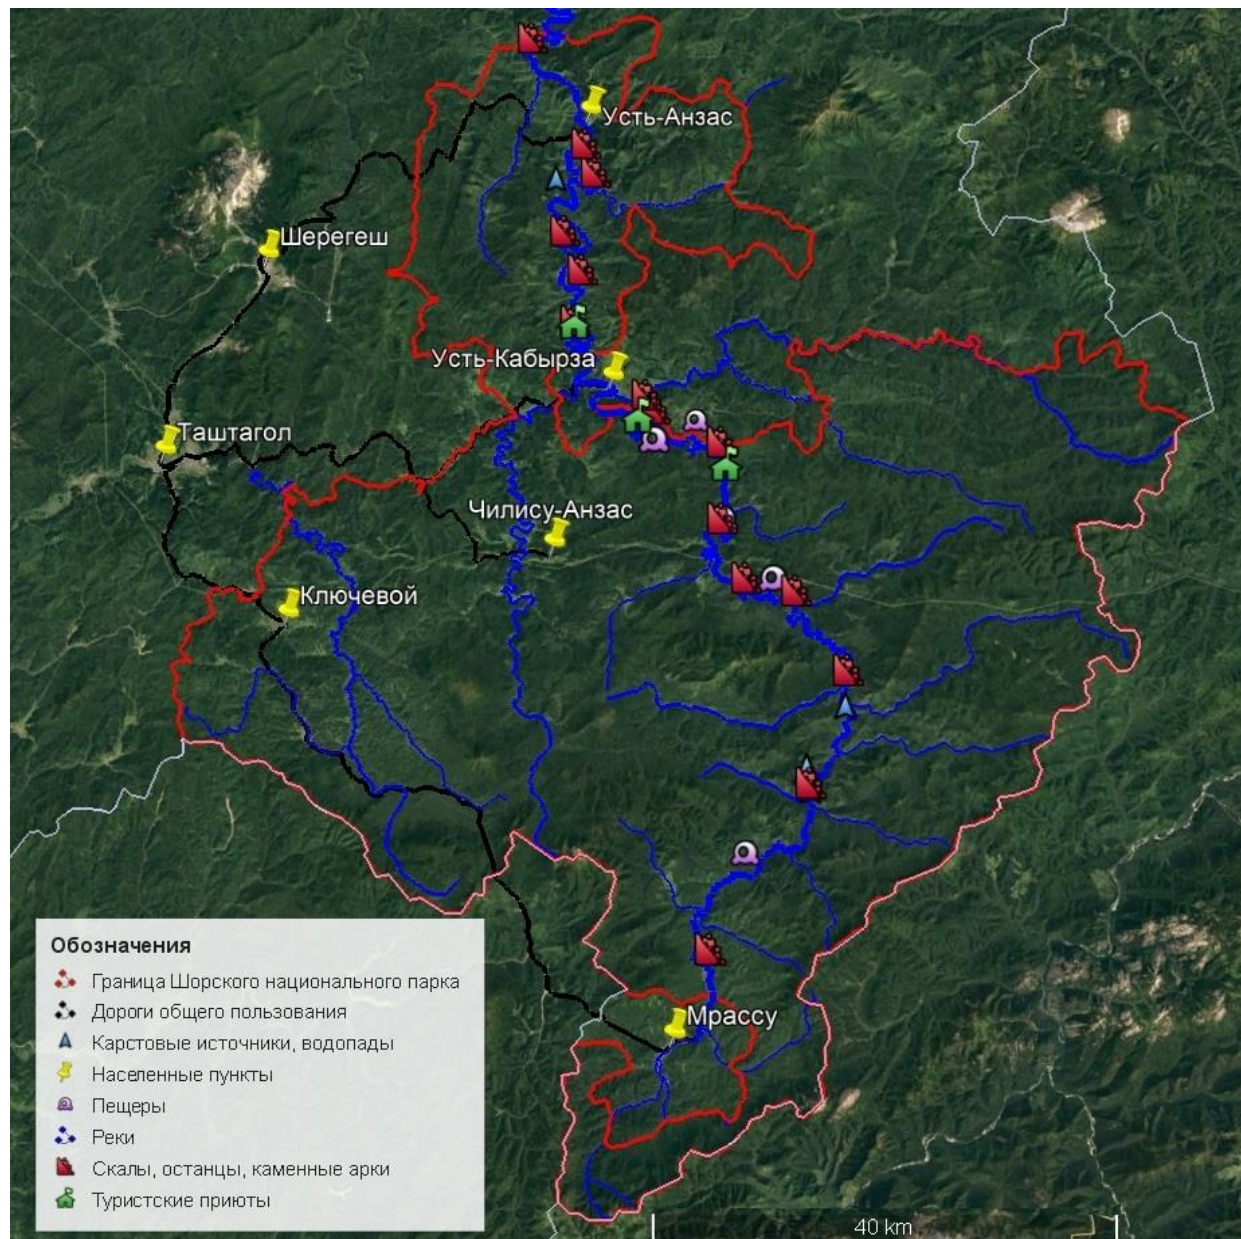 Усть-Анзас
Шерегеш
Усть-Кабырза
Таштагол
Чилису-Анзас
Ключевой
Мрассу
Обозначения
Граница Шорского национального парка
Дороги общего пользования
Карстовые источники, водопады
Населенные пункты
Пещеры
Реки
Скалы, останцы, каменные арки
Туристские приюты
40 km